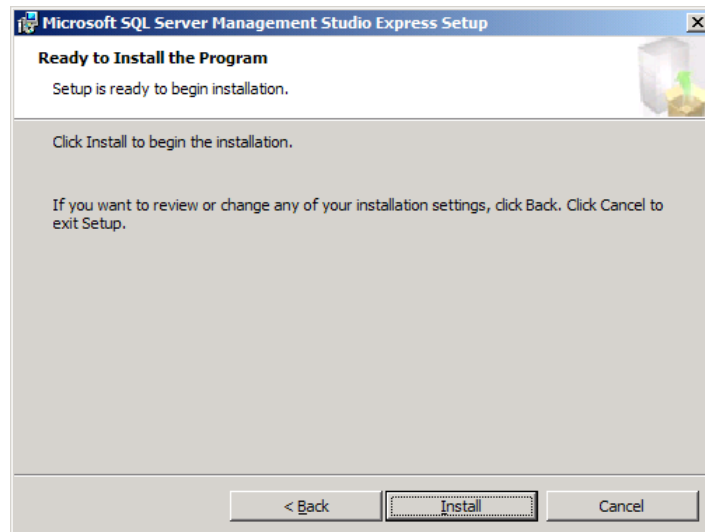 Microsoft SQL Server Management Studio Express Setup
Ready to Install the Program
Setup is ready to begin installation.
Click Install to begin the installation.
If you want to review or change any of your installation settings, click Back. Click Cancel to
exit Setup.
< Back Install Cancel